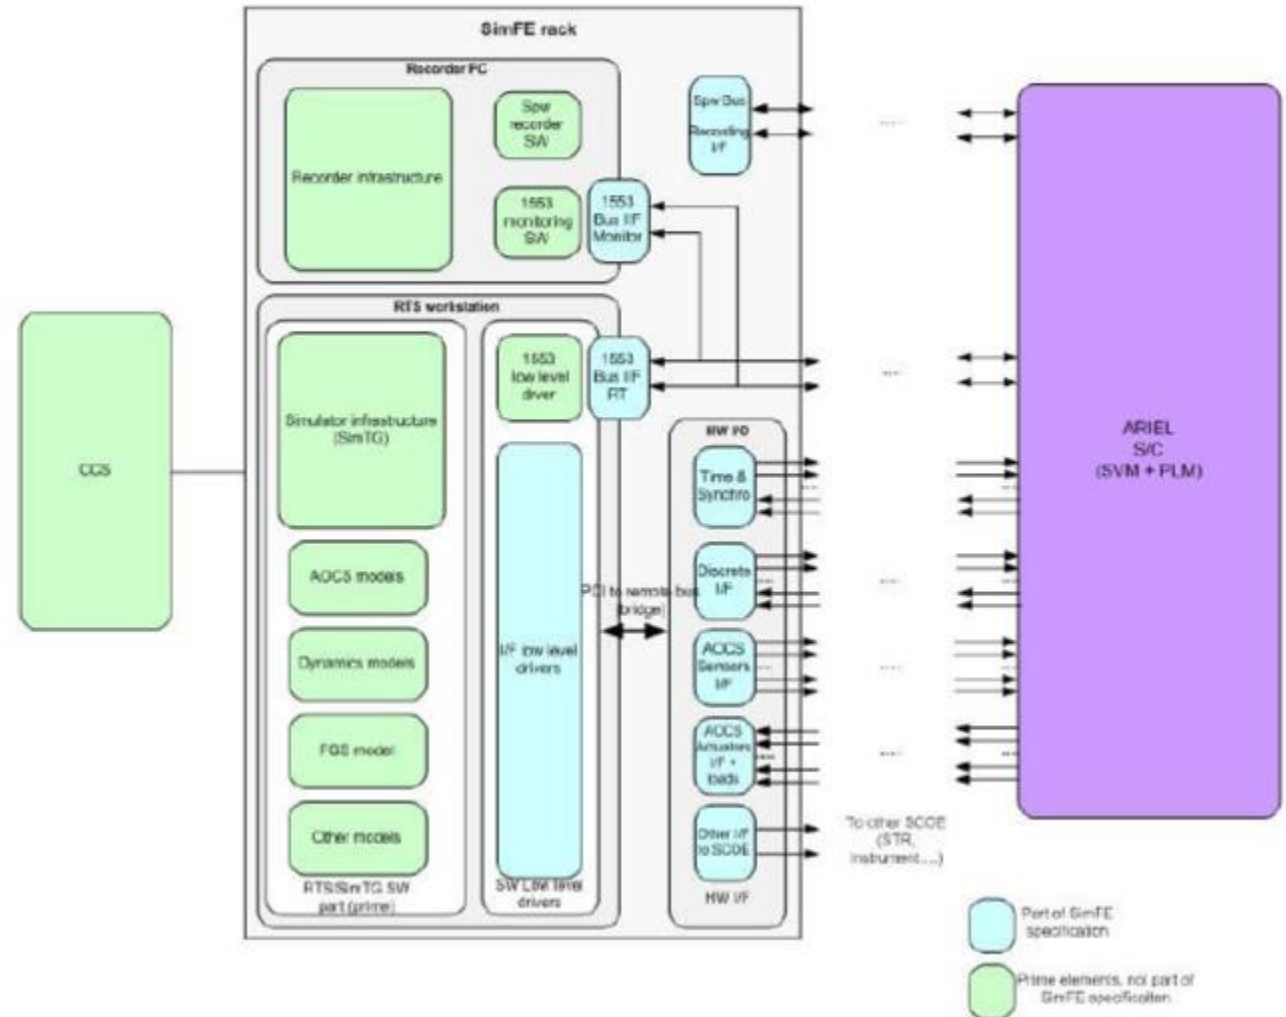 SimFE rack
Recorder PC
Recorder infrastructure
Spw
recorder
SW
1553
monitoring
SW
1553
Bus I/F
Monitor
Spw Bus
Recording
I/F
RTS workstation
Simulator infrastructure
(SimTG)
AOCS models
Dynamics models
FGS model
Other models
RTS/SimTG SW
part (prime)
1553
low level
driver
1553
Bus I/F
RT
I/F low level
drivers
SW Low level
drivers
PCI to remote bus
(bridge)
HW I/O
Time &
Synchro
Discrete
I/F
AOCS
Sensors
I/F
AOCS
Actuators
I/F +
loads
Other I/F
to SCOE
HW I/F
CCS
ARIEL
S/C
(SVM + PLM)
To other SCOE
(STR,
Instrument....)
Part of SimFE
specification
Prime elements, not part of
SimFE specificaiton